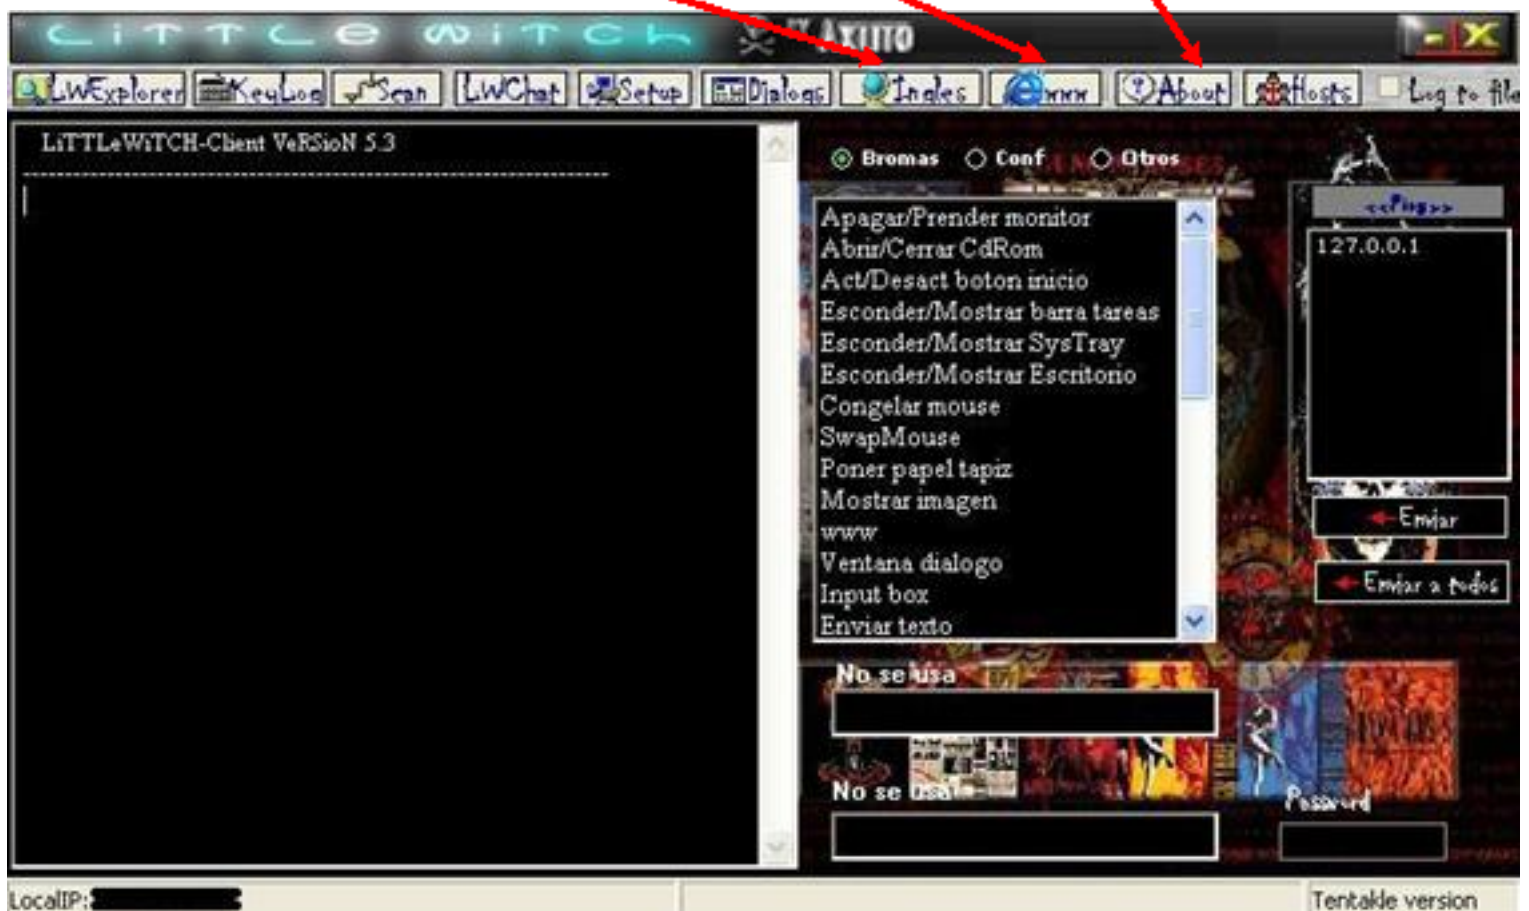 LiTTLe WiTCH
BY AXLITO
LWExplorer KeyLog Scan LWChat Setup Dialogs Ingles www About Hosts Log to file
LiTTLeWiTCH-Client VeRSioN 5.3
Bromas Conf Otros
<<Ping>>
Apagar/Prender monitor
Abrir/Cerrar CdRom
Act/Desact boton inicio
Esconder/Mostrar barra tareas
Esconder/Mostrar SysTray
Esconder/Mostrar Escritorio
Congelar mouse
SwapMouse
Poner papel tapiz
Mostrar imagen
www
Ventana dialogo
Input box
Enviar texto
127.0.0.1
Enviar
Enviar a todos
No se usa
No se usa
Password
LocalIP:
Tentakle version